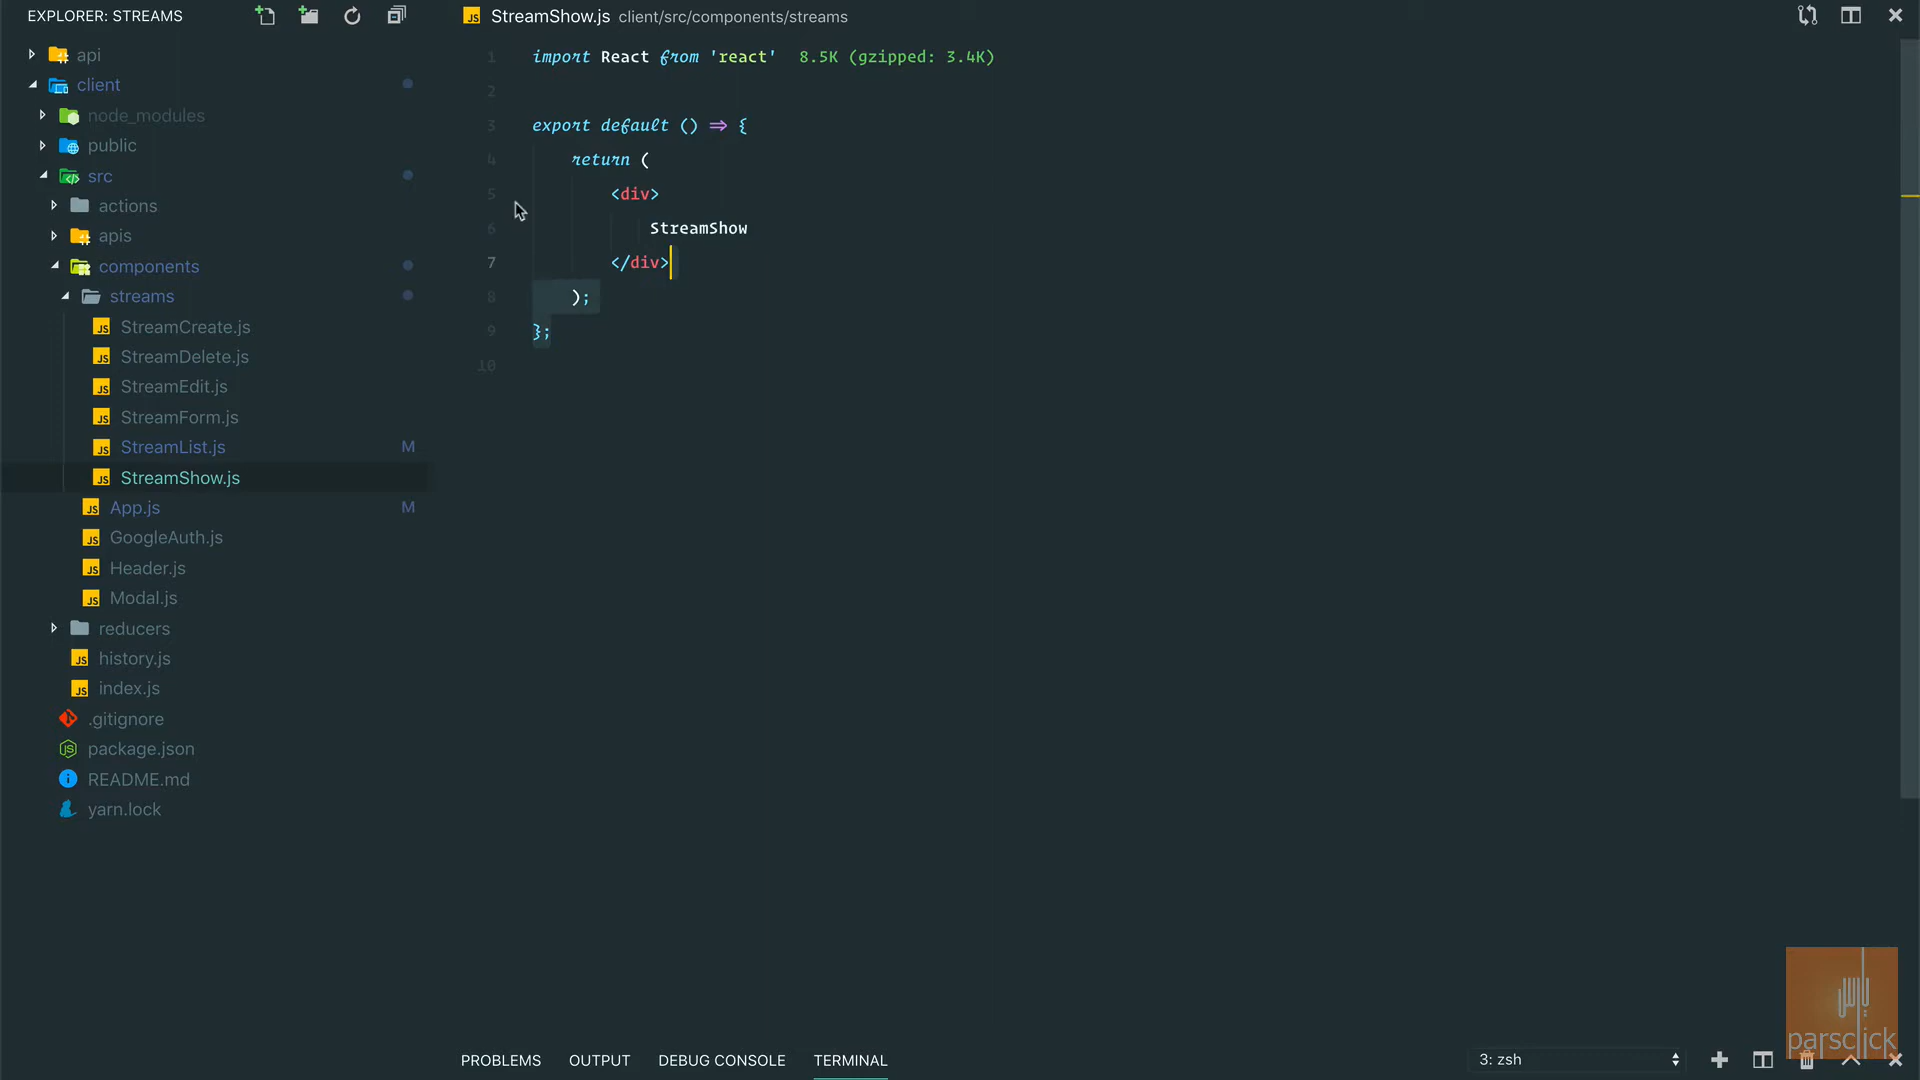 EXPLORER: STREAMS
api
client
node_modules
public
src
actions
apis
components
streams
StreamCreate.js
StreamDelete.js
StreamEdit.js
StreamForm.js
StreamList.js M
StreamShow.js
App.js M
GoogleAuth.js
Header.js
Modal.js
reducers
history.js
index.js
.gitignore
package.json
README.md
yarn.lock
JS StreamShow.js client/src/components/streams
1 import React from 'react' 8.5K (gzipped: 3.4K)
2
3 export default () => {
4 return (
5 <div>
6 StreamShow
7 </div>
8 );
9 };
10
PROBLEMS OUTPUT DEBUG CONSOLE TERMINAL
3: zsh
parsclick